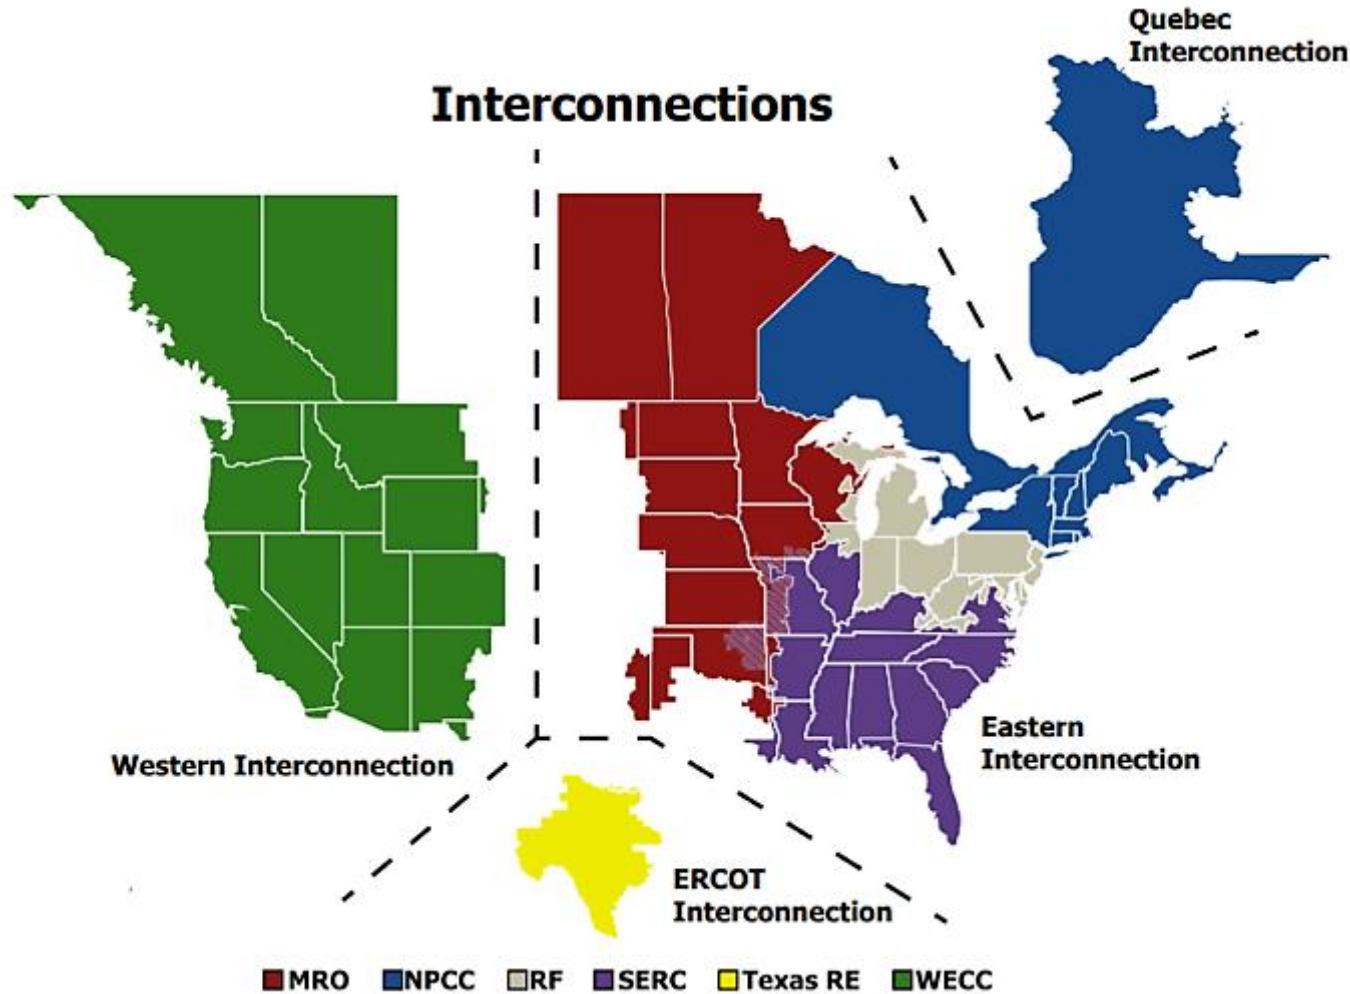 Quebec
Interconnection
Interconnections
Western Interconnection
Eastern
Interconnection
ERCOT
Interconnection
MRO NPCC RF SERC Texas RE WECC